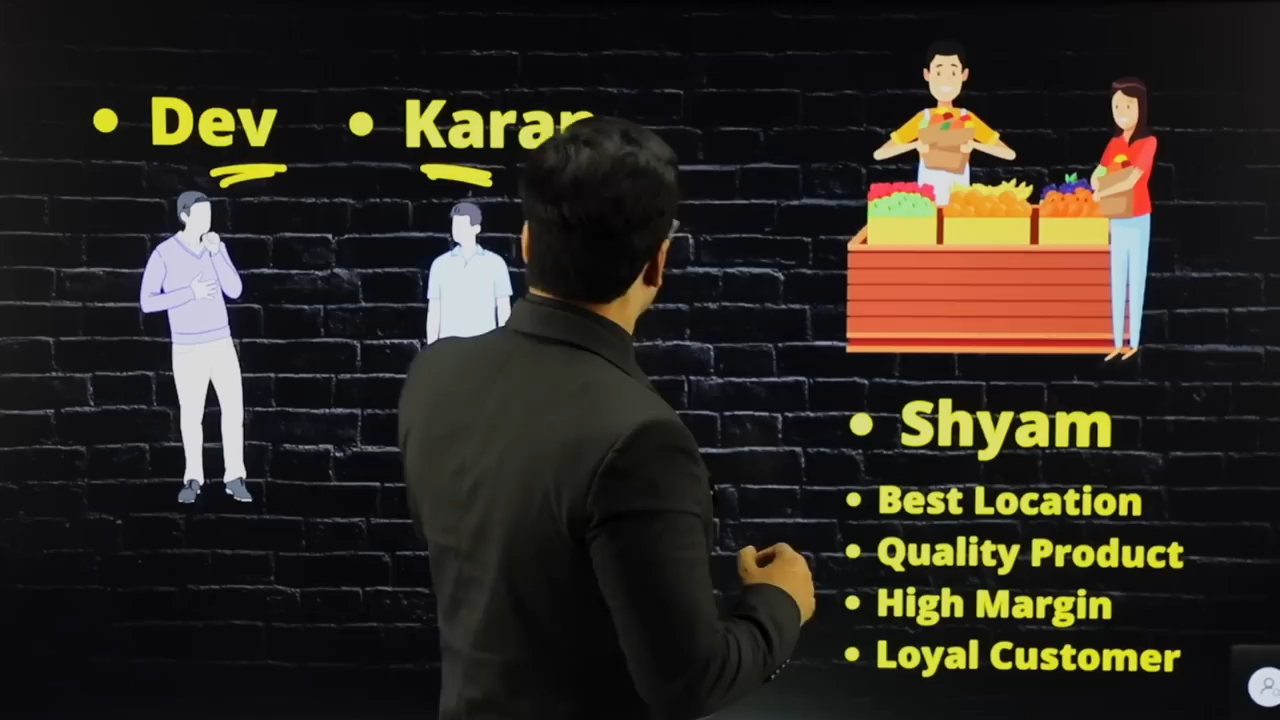 • Dev
• Karan
• Shyam
• Best Location
• Quality Product
• High Margin
• Loyal Customer